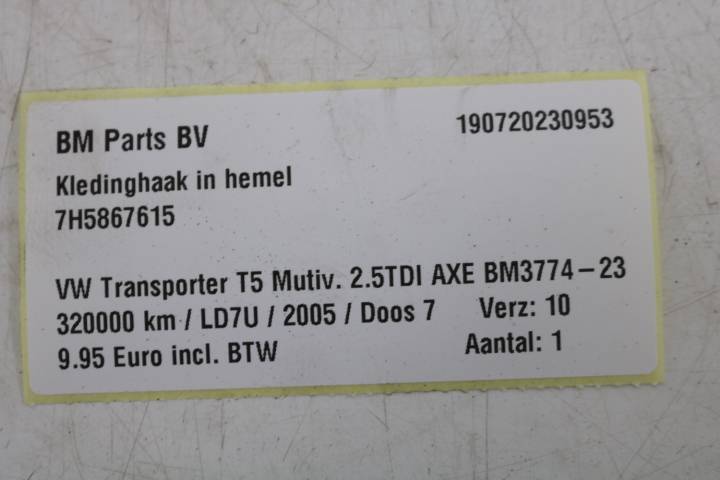 BM Parts BV 190720230953
Kledinghaak in hemel
7H5867615
VW Transporter T5 Mutiv. 2.5TDI AXE BM3774-23
320000 km / LD7U / 2005 / Doos 7 Verz: 10
9.95 Euro incl. BTW Aantal: 1